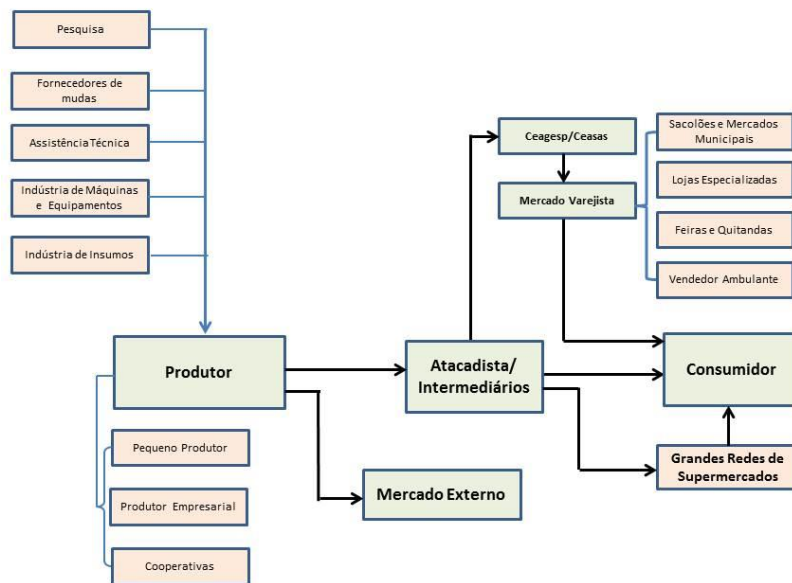 Pesquisa
Fornecedores de
mudas
Assistência Técnica
Indústria de Máquinas
e Equipamentos
Indústria de Insumos
Produtor
Pequeno Produtor
Produtor Empresarial
Cooperativas
Mercado Externo
Atacadista/
Intermediários
Ceagesp/Ceasas
Mercado Varejista
Sacolões e Mercados
Municipais
Lojas Especializadas
Feiras e Quitandas
Vendedor Ambulante
Consumidor
Grandes Redes de
Supermercados